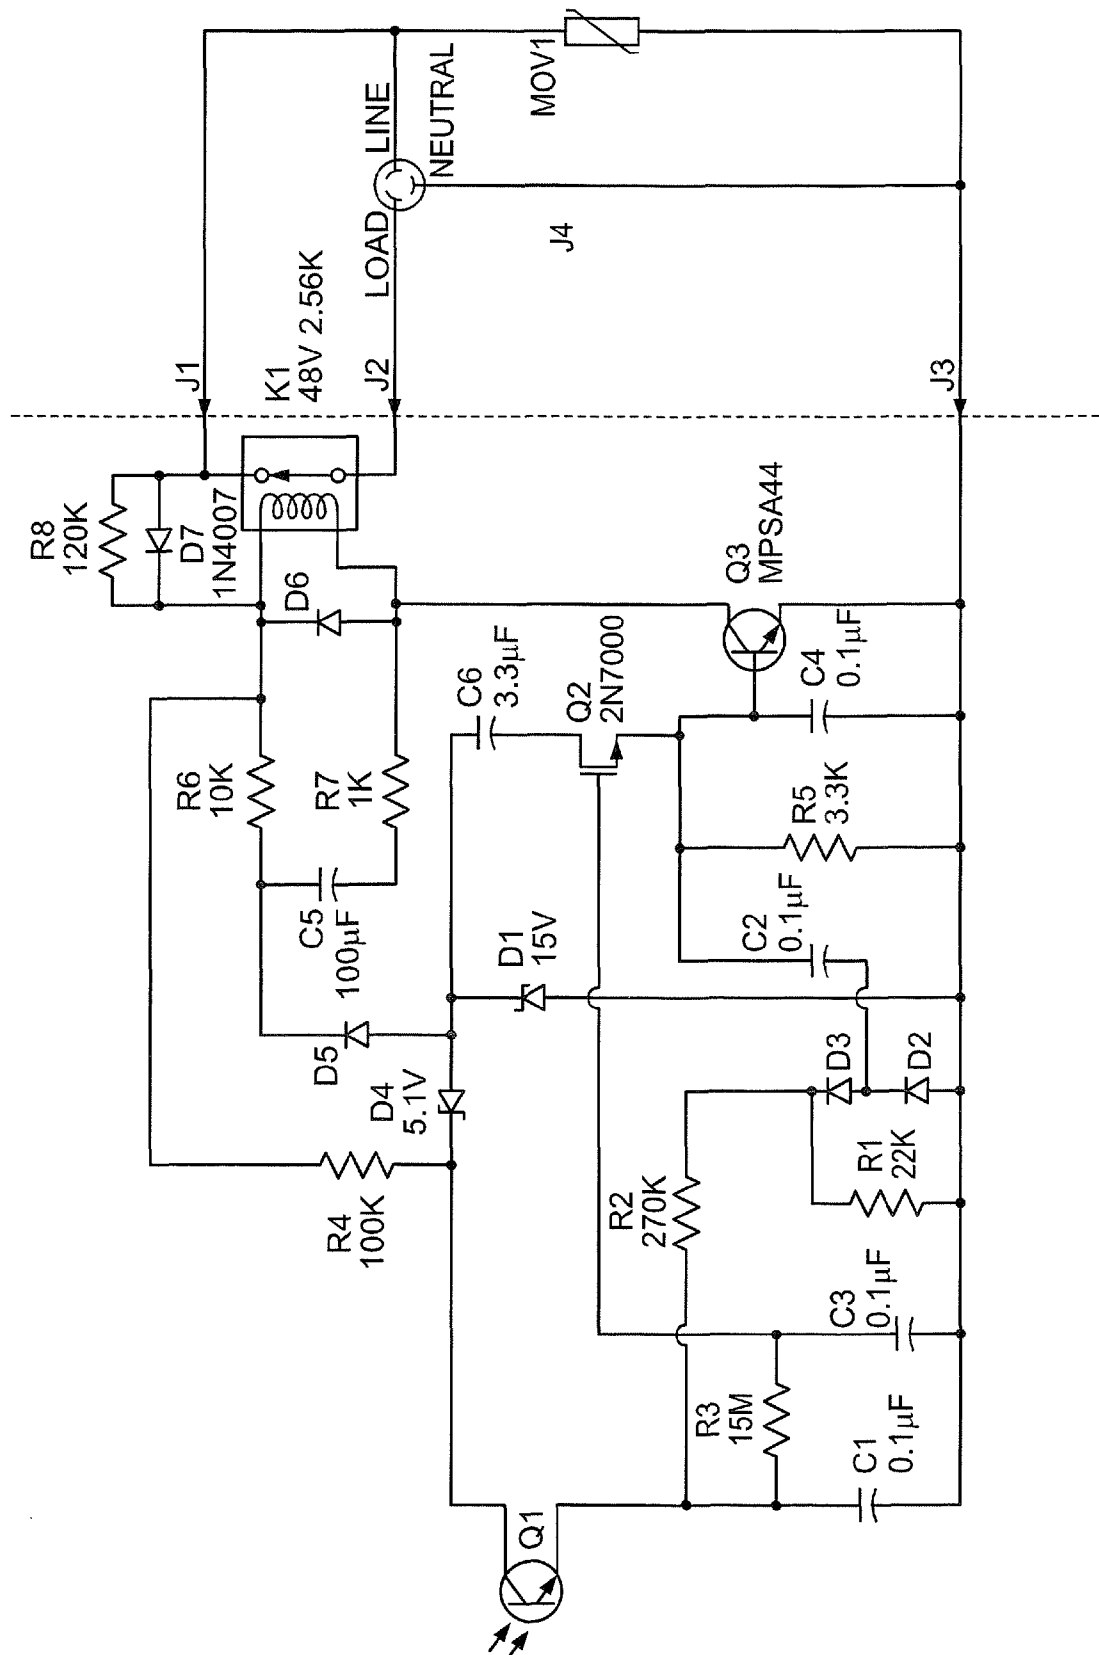 R8
120K
D7
1N4007
J1
K1
48V 2.56K
J2
LOAD
LINE
NEUTRAL
MOV1
J4
J3
D6
R6
10K
R7
1K
C5
100μF
D5
D4
5.1V
R4
100K
C6
3.3μF
Q2
2N7000
Q3
MPSA44
C4
0.1μF
R5
3.3K
C2
0.1μF
D1
15V
D3
D2
R1
22K
R2
270K
C3
0.1μF
R3
15M
C1
0.1μF
Q1